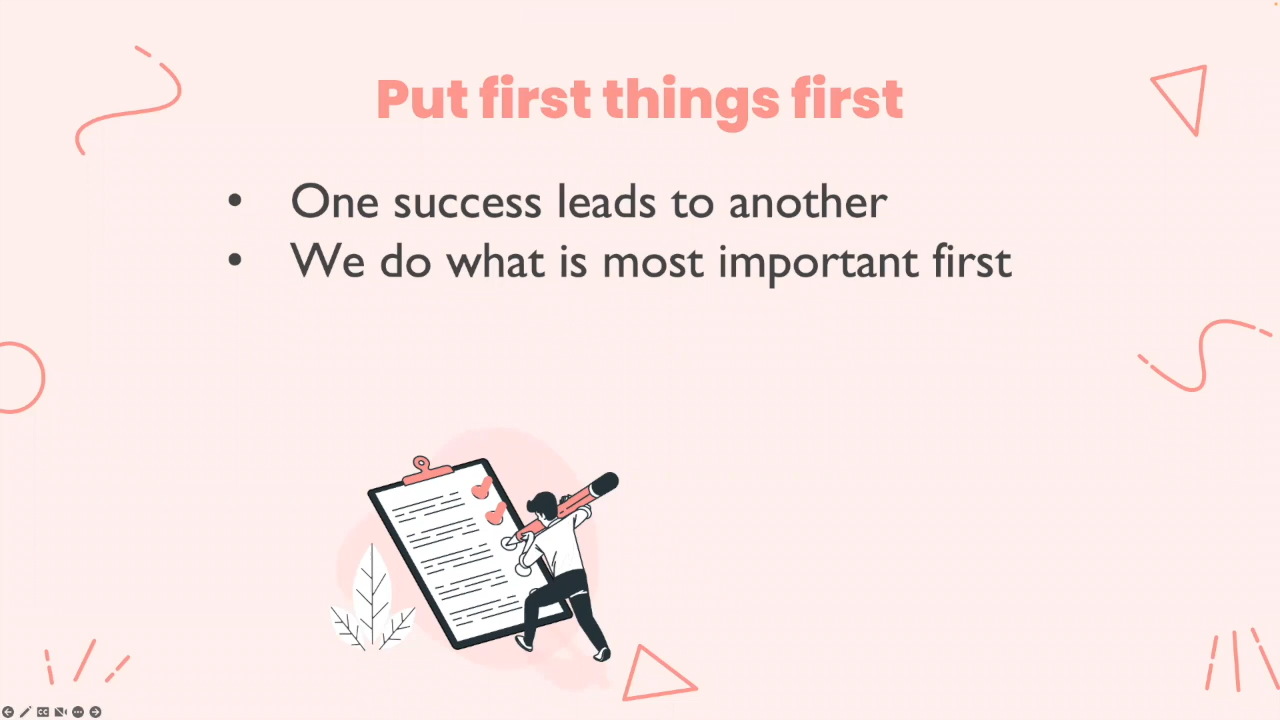 Put first things first
• One success leads to another
• We do what is most important first